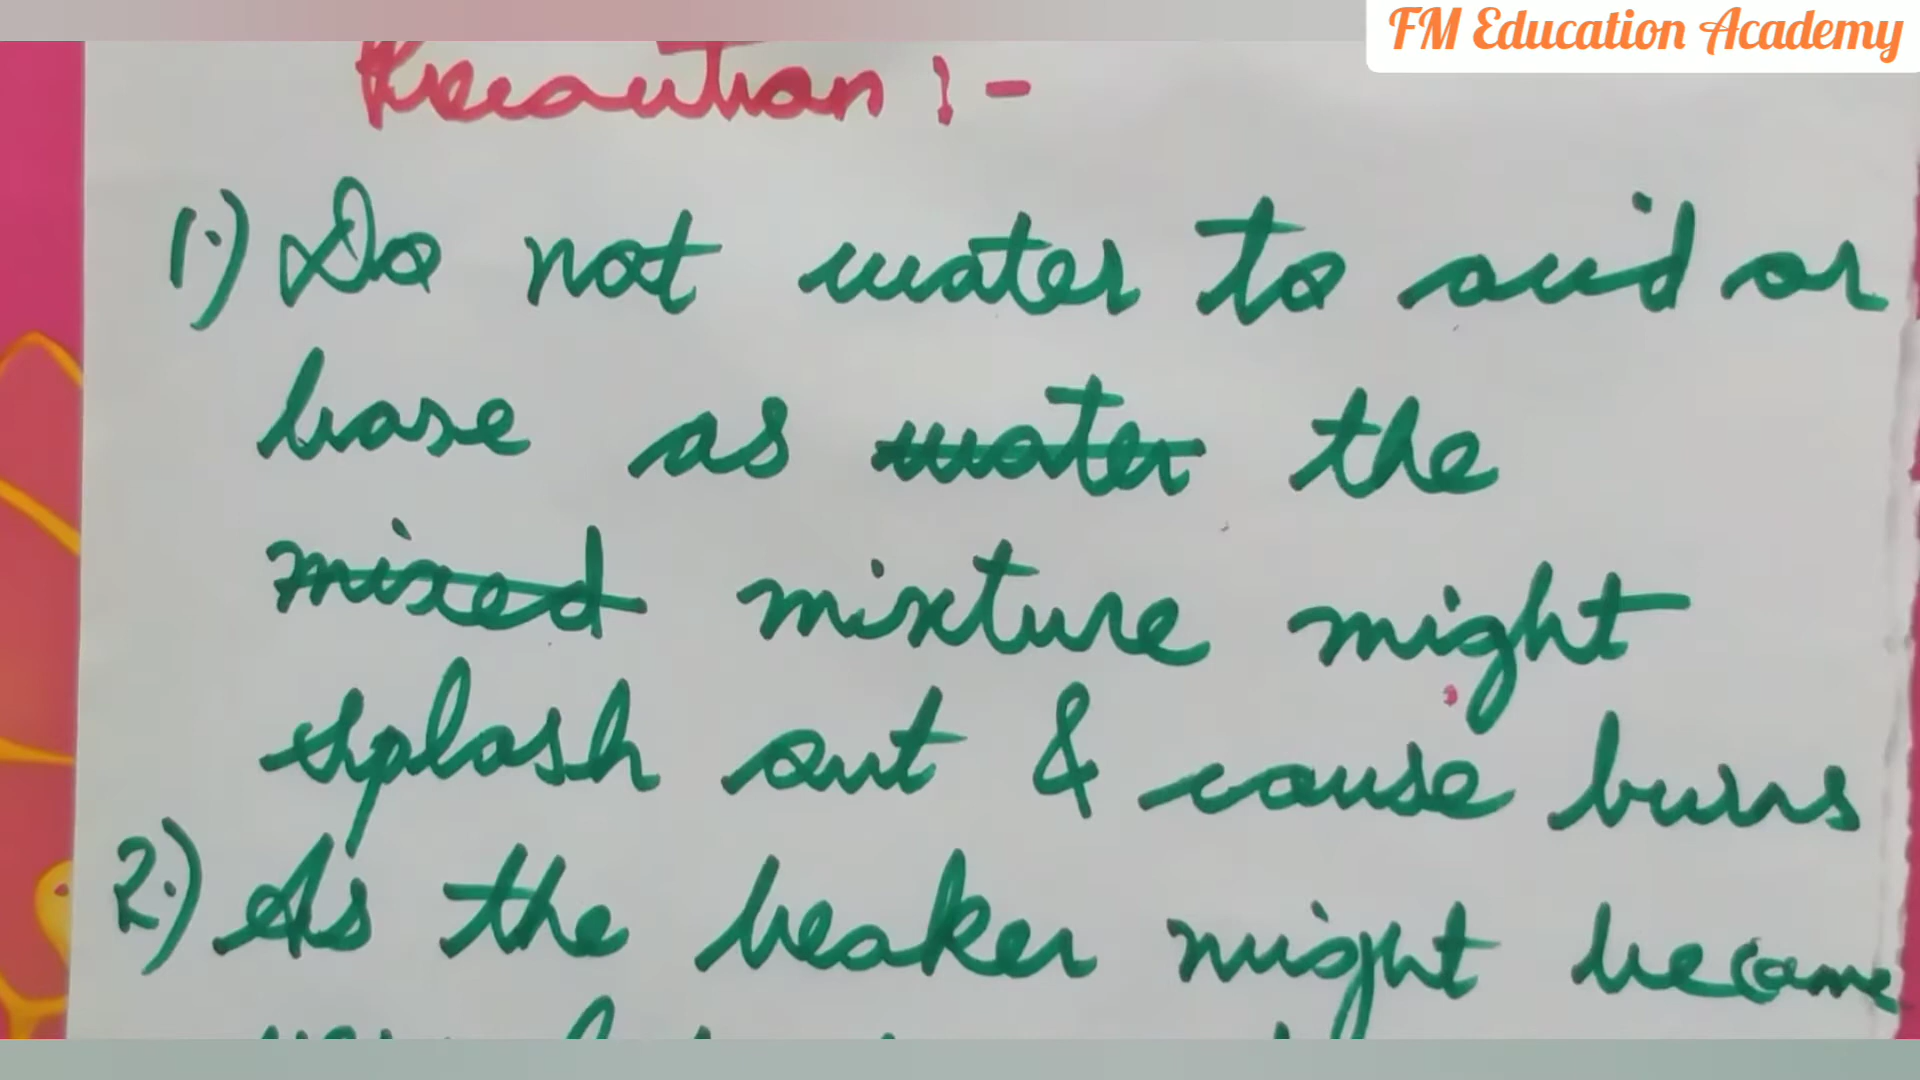 FM Education Academy
Precaution :-
1.) Do not water to acid or
base as water the
mixed mixture might
splash out & cause burns
2.) As the beaker might become